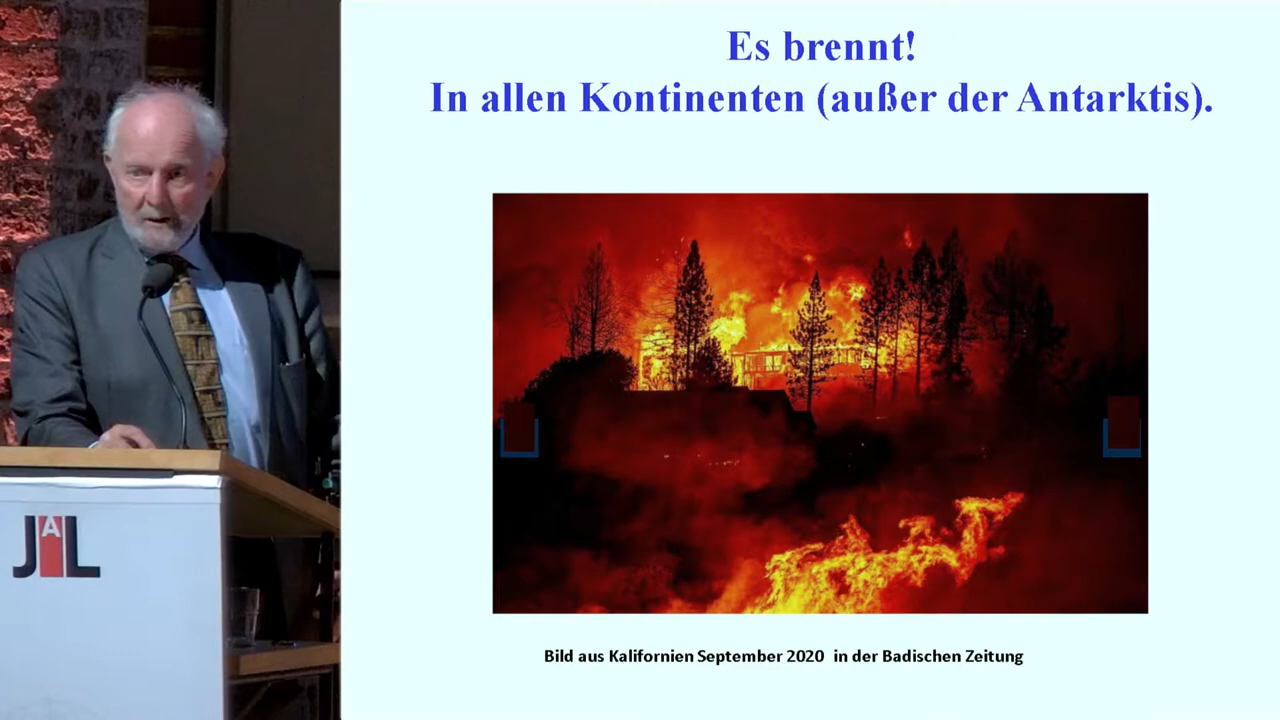 Es brennt!
In allen Kontinenten (außer der Antarktis).
JAL
Bild aus Kalifornien September 2020 in der Badischen Zeitung